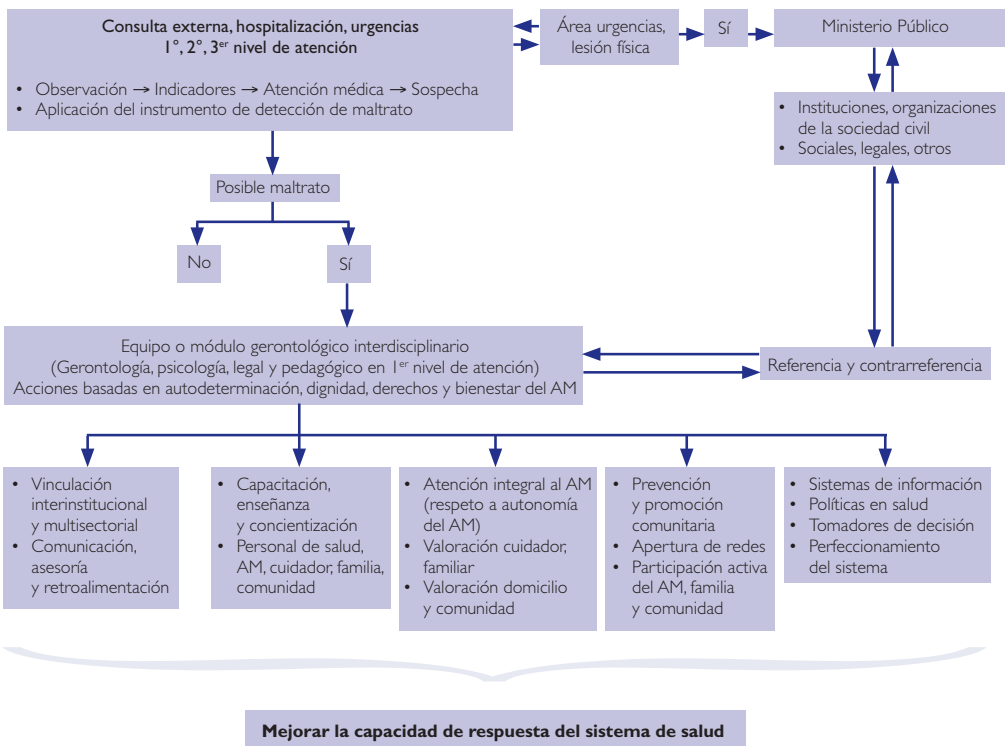 Consulta externa, hospitalización, urgencias
1°, 2°, 3er nivel de atención
• Observación → Indicadores → Atención médica → Sospecha
• Aplicación del instrumento de detección de maltrato
Área urgencias,
lesión física
Sí
Ministerio Público
• Instituciones, organizaciones
de la sociedad civil
• Sociales, legales, otros
Posible maltrato
No
Sí
Equipo o módulo gerontológico interdisciplinario
(Gerontología, psicología, legal y pedagógico en 1er nivel de atención)
Acciones basadas en autodeterminación, dignidad, derechos y bienestar del AM
Referencia y contrarreferencia
• Vinculación
interinstitucional
y multisectorial
• Comunicación,
asesoría
y retroalimentación
• Capacitación,
enseñanza
y concientización
• Personal de salud,
AM, cuidador, familia,
comunidad
• Atención integral al AM
(respeto a autonomía
del AM)
• Valoración cuidador,
familiar
• Valoración domicilio
y comunidad
• Prevención
y promoción
comunitaria
• Apertura de redes
• Participación activa
del AM, familia
y comunidad
• Sistemas de información
• Políticas en salud
• Tomadores de decisión
• Perfeccionamiento
del sistema
Mejorar la capacidad de respuesta del sistema de salud